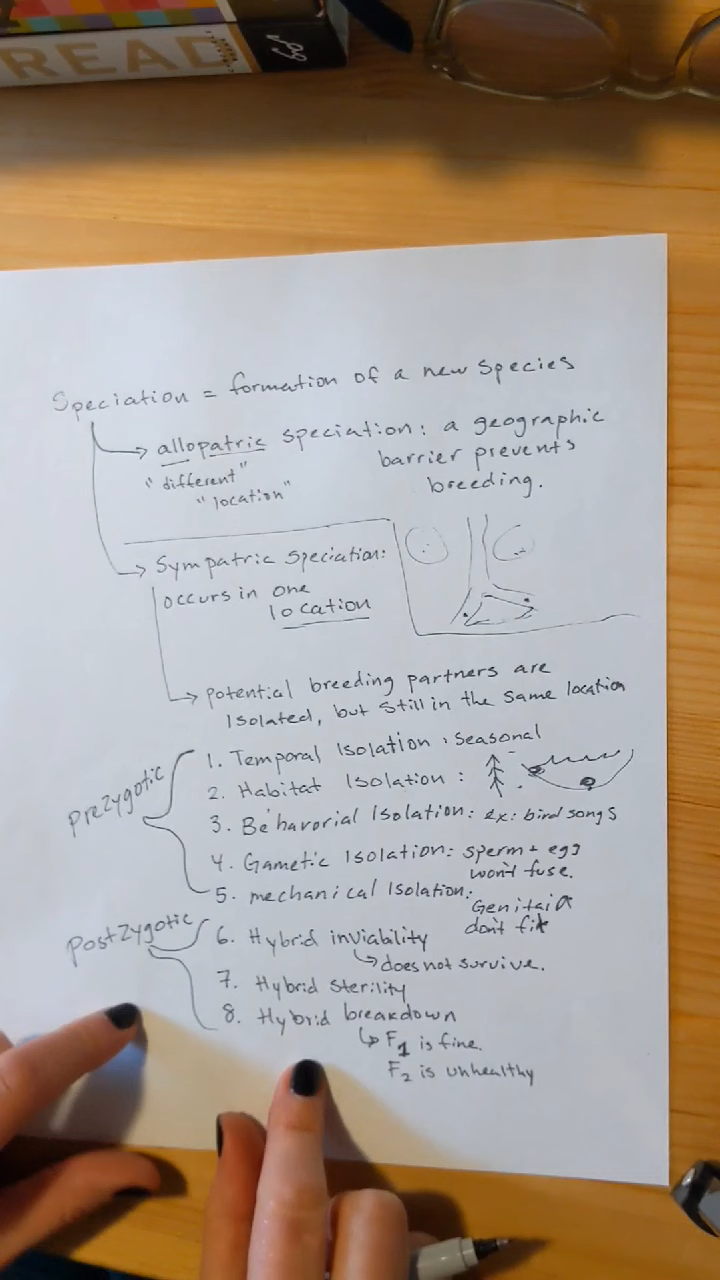 READ
Speciation = formation of a new species
allopatric speciation: a geographic
barrier prevents
breeding.
"different"
"location"
Sympatric speciation:
occurs in one
location
potential breeding partners are
Isolated, but still in the same location
Prezygotic
1. Temporal Isolation: seasonal
2. Habitat Isolation:
3. Behavorial Isolation: ex: bird songs
4. Gametic Isolation: sperm + egg
won't fuse.
5. mechanical Isolation:
Genitaia
don't fit
Postzygotic
6. Hybrid inviability
does not survive.
7. Hybrid sterility
8. Hybrid breakdown
F1 is fine.
F2 is unhealthy